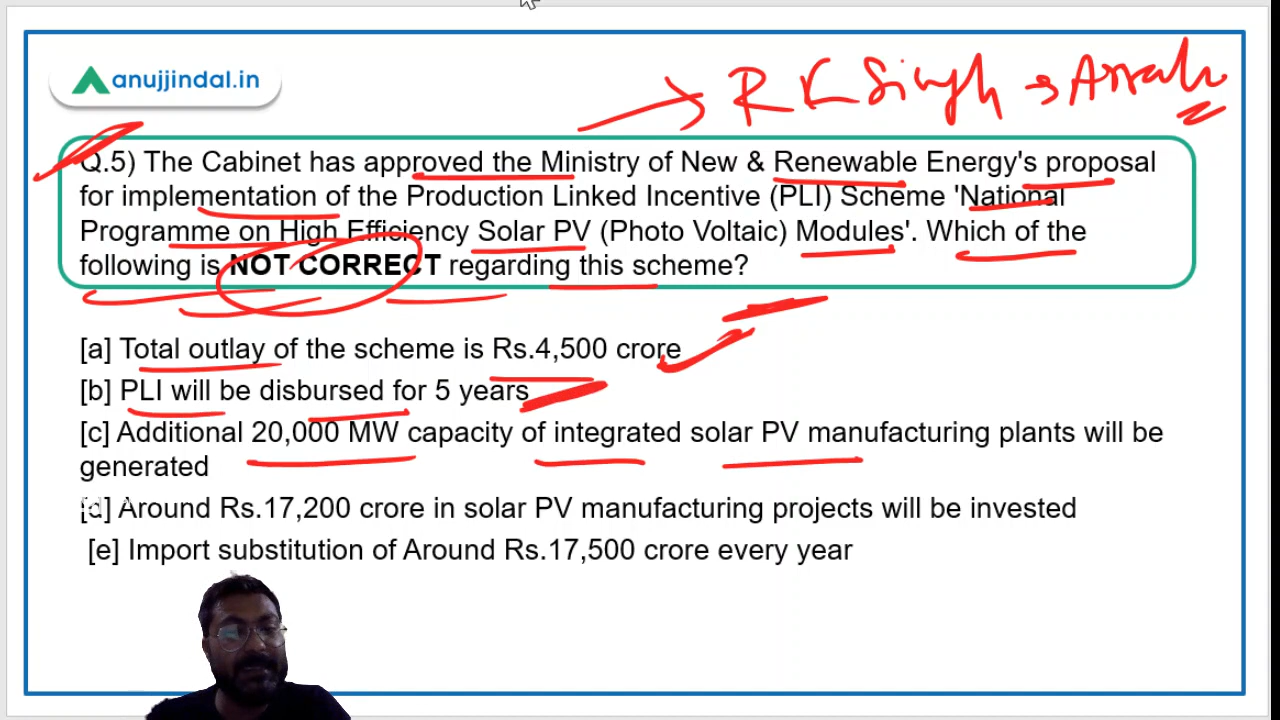 anujjindal.in
R K Singh → Arrah
Q.5) The Cabinet has approved the Ministry of New & Renewable Energy's proposal
for implementation of the Production Linked Incentive (PLI) Scheme 'National
Programme on High Efficiency Solar PV (Photo Voltaic) Modules'. Which of the
following is NOT CORRECT regarding this scheme?
[a] Total outlay of the scheme is Rs.4,500 crore
[b] PLI will be disbursed for 5 years
[c] Additional 20,000 MW capacity of integrated solar PV manufacturing plants will be
generated
[d] Around Rs.17,200 crore in solar PV manufacturing projects will be invested
[e] Import substitution of Around Rs.17,500 crore every year